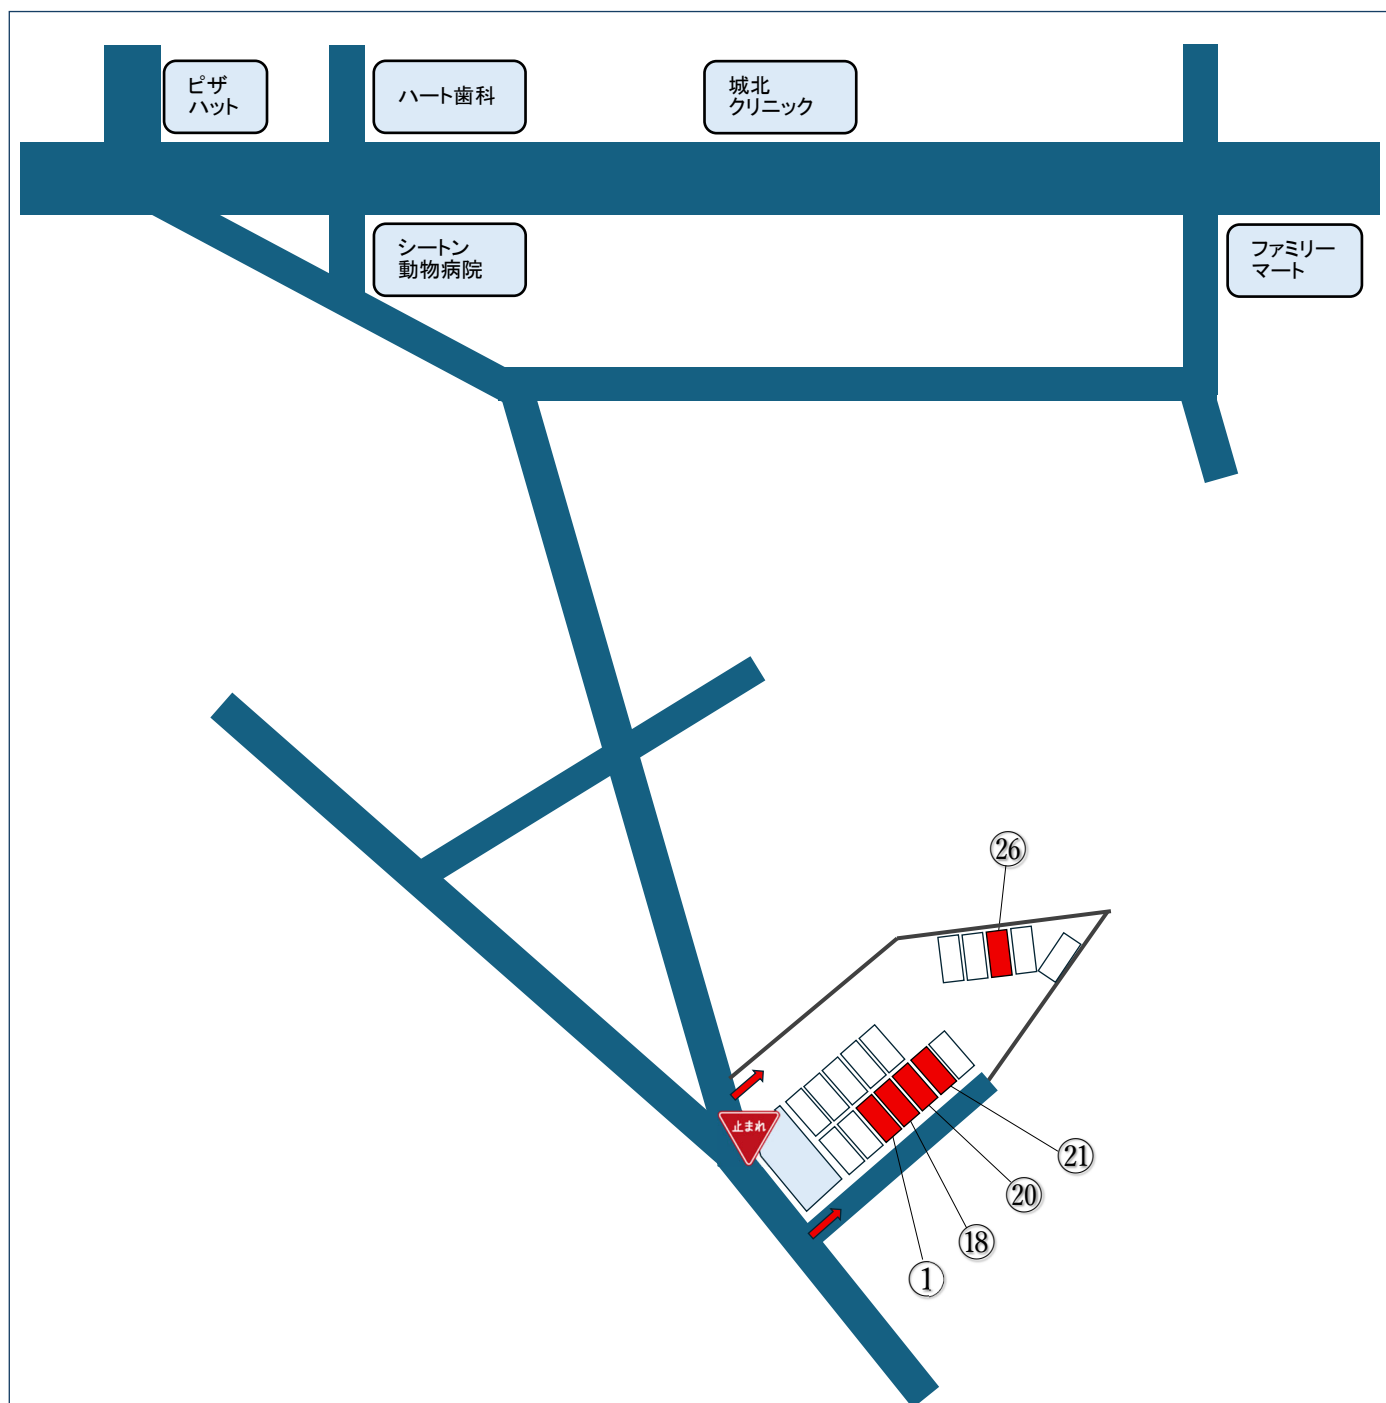 ピザ
ハット
ハート歯科
城北
クリニック
シートン
動物病院
ファミリー
マート
㉖
止まれ
㉑
⑳
⑱
①